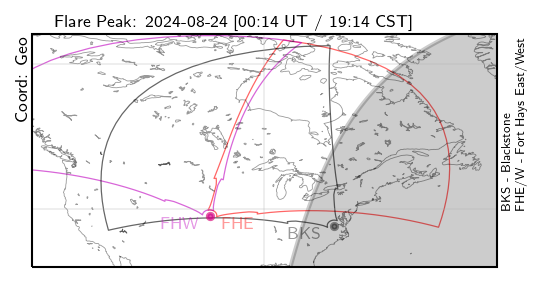 Flare Peak: 2024-08-24 [00:14 UT / 19:14 CST]
Coord: Geo
FHW
FHE
BKS
BKS - Blackstone
FHE/W - Fort Hays East/West